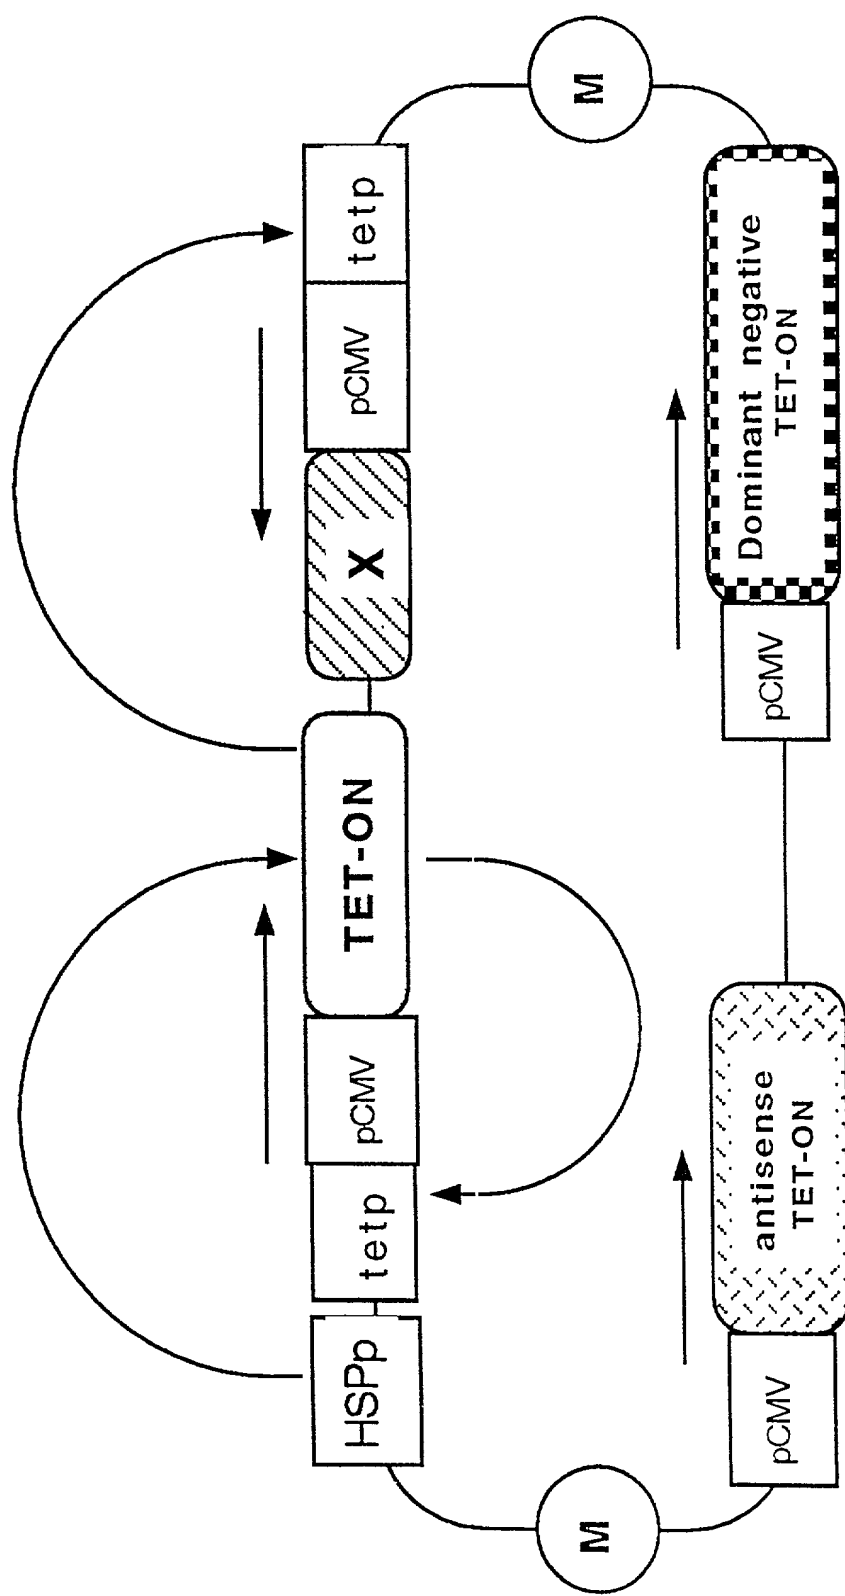 HSPp
tetp
pCMV
TET-ON
X
pCMV
tetp
M
M
pCMV
antisense
TET-ON
pCMV
Dominant negative
TET-ON